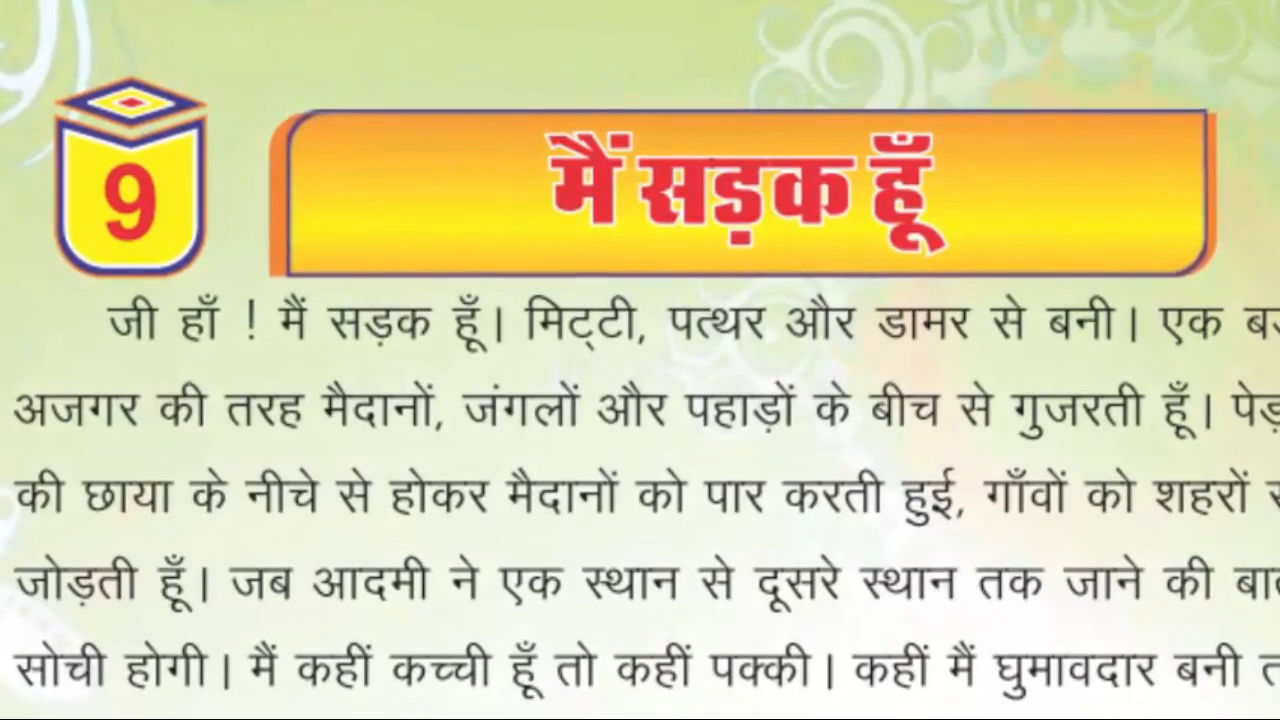 9
मैं सड़क हूँ
जी हाँ ! मैं सड़क हूँ। मिट्‌टी, पत्थर और डामर से बनी। एक
अजगर की तरह मैदानों, जंगलों और पहाड़ों के बीच से गुजरती हूँ।
की छाया के नीचे से होकर मैदानों को पार करती हुई, गाँवों को शहरों
जोड़ती हूँ। जब आदमी ने एक स्थान से दूसरे स्थान तक जाने की
सोची होगी। मैं कहीं कच्ची हूँ तो कहीं पक्की। कहीं मैं घुमावदार बनी